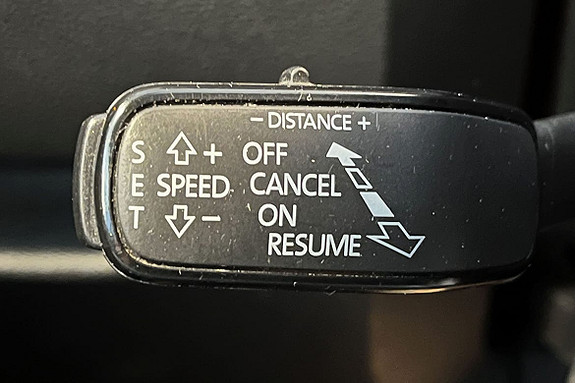 - DISTANCE +
S + OFF
E SPEED CANCEL
T - ON
RESUME